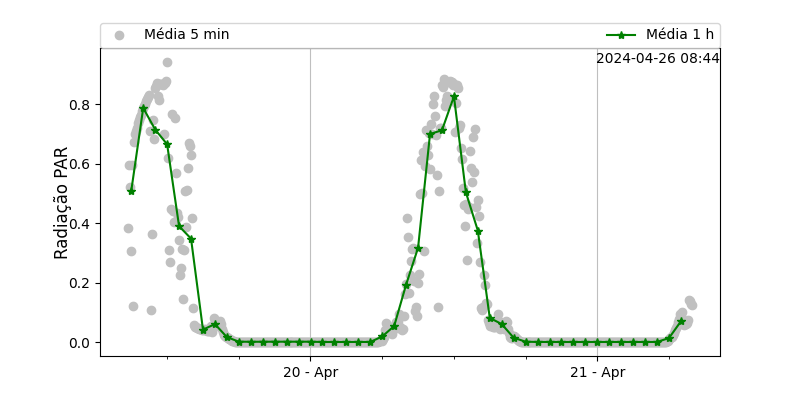 Média 5 min
Média 1 h
2024-04-26 08:44
Radiação PAR
0.8
0.6
0.4
0.2
0.0
20 - Apr
21 - Apr